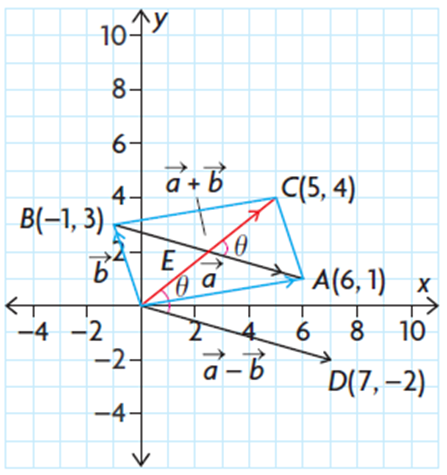 y
10
8
6
a + b
4
C(5, 4)
B(−1, 3)
2
θ
b
E
a
θ
A(6, 1)
x
−4 −2 2 4 6 8 10
−2
a − b
D(7, −2)
−4